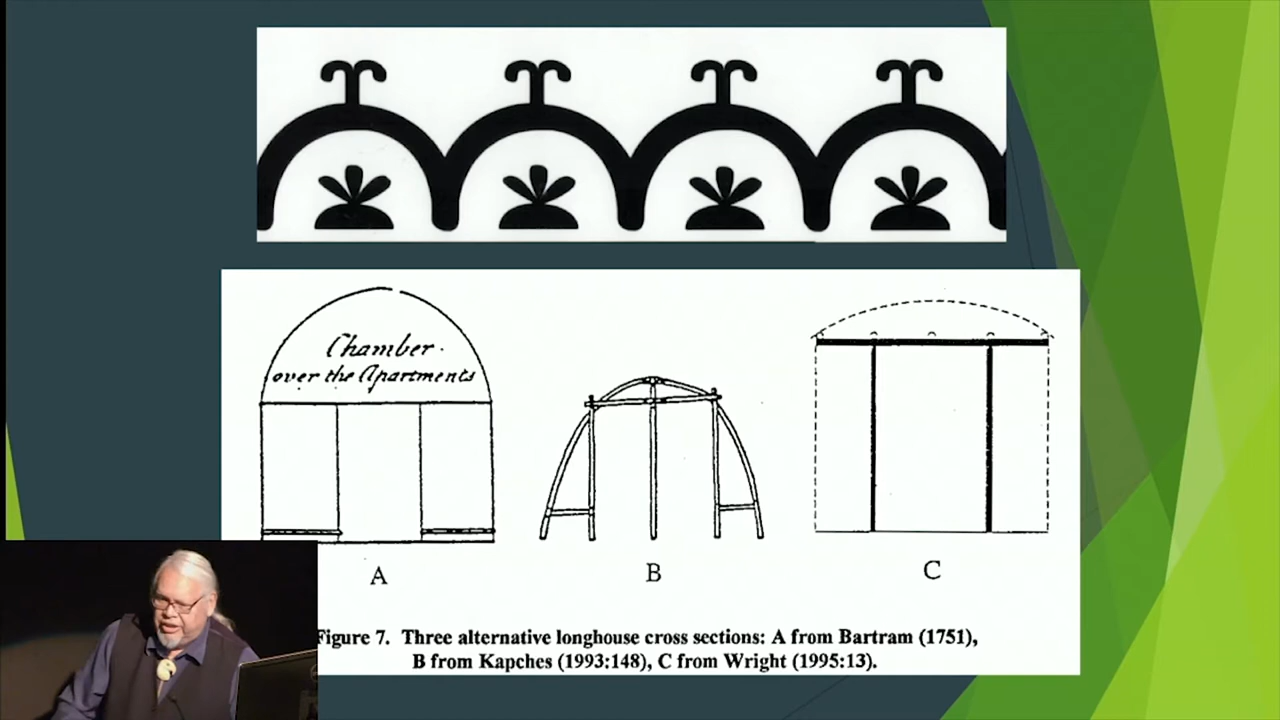 Chamber
over the Apartments
A
B
C
Figure 7. Three alternative longhouse cross sections: A from Bartram (1751),
B from Kapches (1993:148), C from Wright (1995:13).